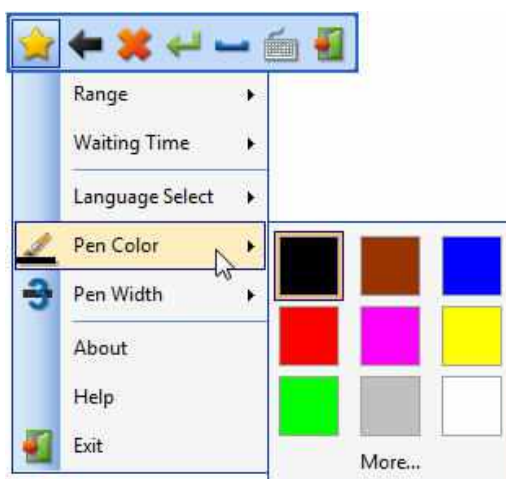 Range
Waiting Time
Language Select
Pen Color
Pen Width
About
Help
Exit
More...